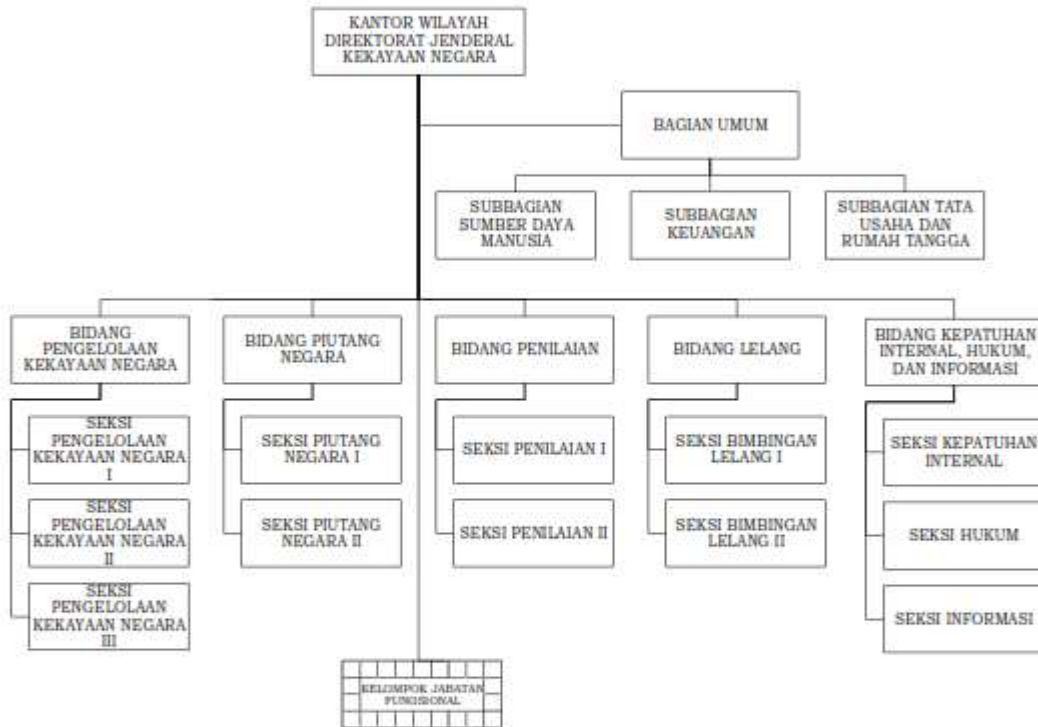 KANTOR WILAYAH
DIREKTORAT JENDERAL
KEKAYAAN NEGARA
BAGIAN UMUM
SUBBAGIAN
SUMBER DAYA
MANUSIA
SUBBAGIAN
KEUANGAN
SUBBAGIAN TATA
USAHA DAN
RUMAH TANGGA
BIDANG
PENGELOLAAN
KEKAYAAN NEGARA
SEKSI
PENGELOLAAN
KEKAYAAN NEGARA
I
SEKSI
PENGELOLAAN
KEKAYAAN NEGARA
II
SEKSI
PENGELOLAAN
KEKAYAAN NEGARA
III
BIDANG PIUTANG
NEGARA
SEKSI PIUTANG
NEGARA I
SEKSI PIUTANG
NEGARA II
BIDANG PENILAIAN
SEKSI PENILAIAN I
SEKSI PENILAIAN II
BIDANG LELANG
SEKSI BIMBINGAN
LELANG I
SEKSI BIMBINGAN
LELANG II
BIDANG KEPATUHAN
INTERNAL, HUKUM,
DAN INFORMASI
SEKSI KEPATUHAN
INTERNAL
SEKSI HUKUM
SEKSI INFORMASI
KELOMPOK JABATAN
FUNGSIONAL